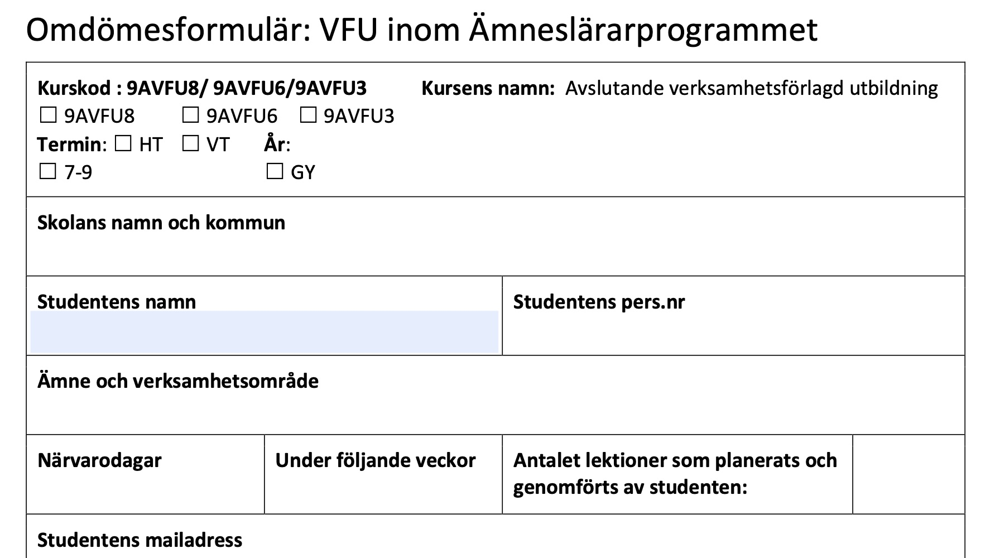 Omdömesformulär: VFU inom Ämneslärarprogrammet
Kurskod : 9AVFU8/ 9AVFU6/9AVFU3 Kursens namn: Avslutande verksamhetsförlagd utbildning
☐ 9AVFU8 ☐ 9AVFU6 ☐ 9AVFU3
Termin: ☐ HT ☐ VT År:
☐ 7-9 ☐ GY
Skolans namn och kommun
Studentens namn
Studentens pers.nr
Ämne och verksamhetsområde
Närvarodagar
Under följande veckor
Antalet lektioner som planerats och
genomförts av studenten:
Studentens mailadress